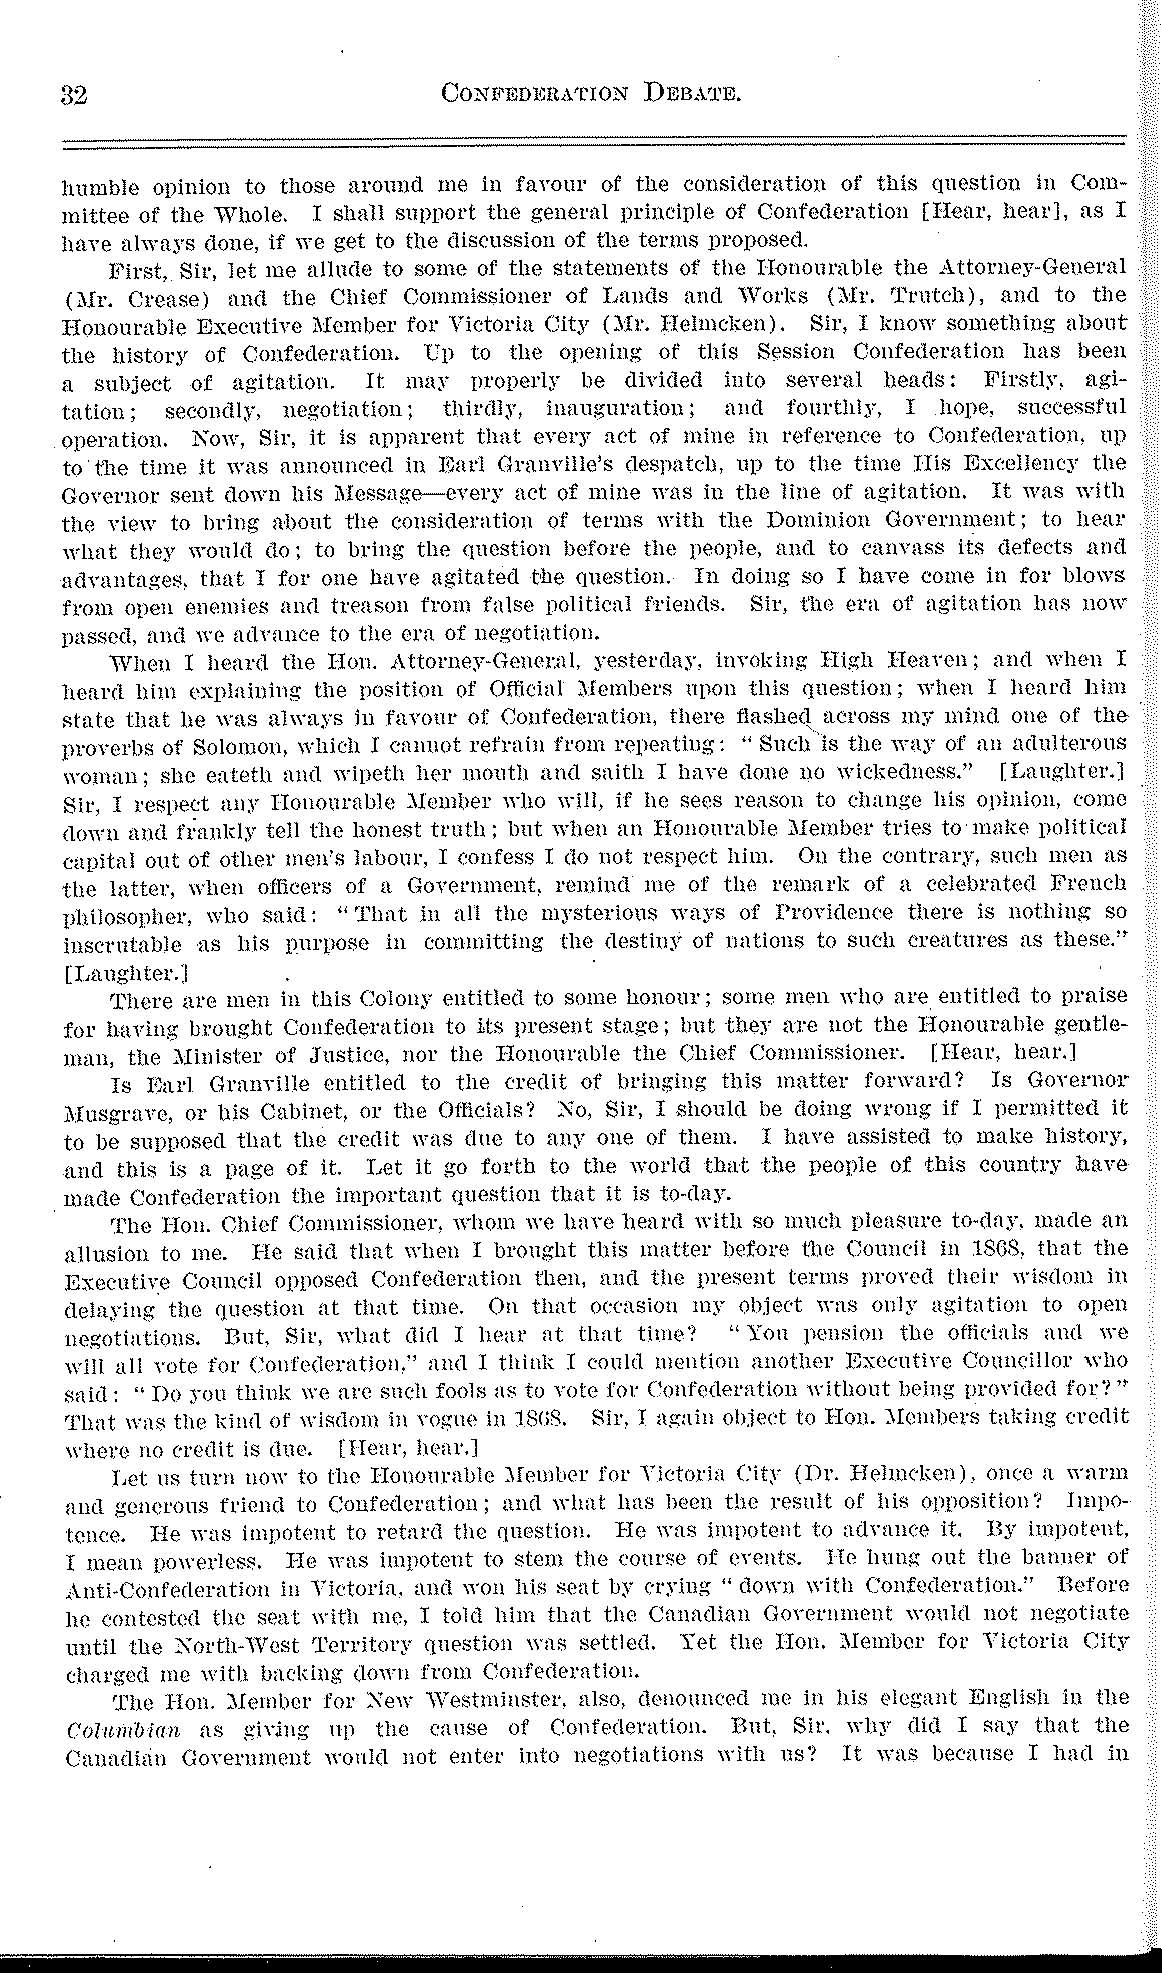 32 CONFEDERATION DEBATE.
humble opinion to those around me in favour of the consideration of this question in Com-
mittee of the Whole. I shall support the general principle of Confederation [Hear, hear], as I
have always done, if we get to the discussion of the terms proposed.
First, Sir, let me allude to some of the statements of the Honourable the Attorney-General
(Mr. Crease) and the Chief Commissioner of Lands and Works (Mr. Trutch), and to the
Honourable Executive Member for Victoria City (Mr. Helmcken). Sir, I know something about
the history of Confederation. Up to the opening of this Session Confederation has been
a subject of agitation. It may properly be divided into several heads: Firstly, agi-
tation; secondly, negotiation; thirdly, inauguration; and fourthly, I hope, successful
operation. Now, Sir, it is apparent that every act of mine in reference to Confederation, up
to the time it was announced in Earl Granville's despatch, up to the time His Excellency the
Governor sent down his Message—every act of mine was in the line of agitation. It was with
the view to bring about the consideration of terms with the Dominion Government; to hear
what they would do; to bring the question before the people, and to canvass its defects and
advantages, that I for one have agitated the question. In doing so I have come in for blows
from open enemies and treason from false political friends. Sir, the era of agitation has now
passed, and we advance to the era of negotiation.
When I heard the Hon. Attorney-General, yesterday, invoking High Heaven; and when I
heard him explaining the position of Official Members upon this question; when I heard him
state that he was always in favour of Confederation, there flashed across my mind one of the
proverbs of Solomon, which I cannot refrain from repeating: "Such is the way of an adulterous
woman; she eateth and wipeth her mouth and saith I have done no wickedness." [Laughter.]
Sir, I respect any Honourable Member who will, if he sees reason to change his opinion, come
down and frankly tell the honest truth; but when an Honourable Member tries to make political
capital out of other men's labour, I confess I do not respect him. On the contrary, such men as
the latter, when officers of a Government, remind me of the remark of a celebrated French
philosopher, who said: "That in all the mysterious ways of Providence there is nothing so
inscrutable as his purpose in committing the destiny of nations to such creatures as these."
[Laughter.]
There are men in this Colony entitled to some honour; some men who are entitled to praise
for having brought Confederation to its present stage; but they are not the Honourable gentle-
man, the Minister of Justice, nor the Honourable the Chief Commissioner. [Hear, hear.]
Is Earl Granville entitled to the credit of bringing this matter forward? Is Governor
Musgrave, or his Cabinet, or the Officials? No, Sir, I should be doing wrong if I permitted it
to be supposed that the credit was due to any one of them. I have assisted to make history,
and this is a page of it. Let it go forth to the world that the people of this country have
made Confederation the important question that it is to-day.
The Hon. Chief Commissioner, whom we have heard with so much pleasure to-day, made an
allusion to me. He said that when I brought this matter before the Council in 1868, that the
Executive Council opposed Confederation then, and the present terms proved their wisdom in
delaying the question at that time. On that occasion my object was only agitation to open
negotiations. But, Sir, what did I hear at that time? "You pension the officials and we
will all vote for Confederation," and I think I could mention another Executive Councillor who
said: "Do you think we are such fools as to vote for Confederation without being provided for?"
That was the kind of wisdom in vogue in 1868. Sir, I again object to Hon. Members taking credit
where no credit is due. [Hear, hear.]
Let us turn now to the Honourable Member for Victoria City (Dr. Helmcken), once a warm
and generous friend to Confederation; and what has been the result of his opposition? Impo-
tence. He was impotent to retard the question. He was impotent to advance it. By impotent,
I mean powerless. He was impotent to stem the course of events. He hung out the banner of
Anti-Confederation in Victoria, and won his seat by crying "down with Confederation." Before
he contested the seat with me, I told him that the Canadian Government would not negotiate
until the North-West Territory question was settled. Yet the Hon. Member for Victoria City
charged me with backing down from Confederation.
The Hon. Member for New Westminster, also, denounced me in his elegant English in the
Columbian as giving up the cause of Confederation. But, Sir, why did I say that the
Canadian Government would not enter into negotiations with us? It was because I had in